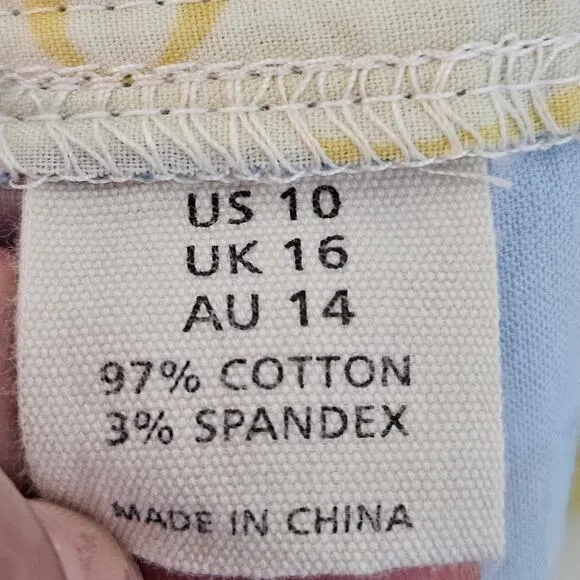 US 10
UK 16
AU 14
97% COTTON
3% SPANDEX
MADE IN CHINA